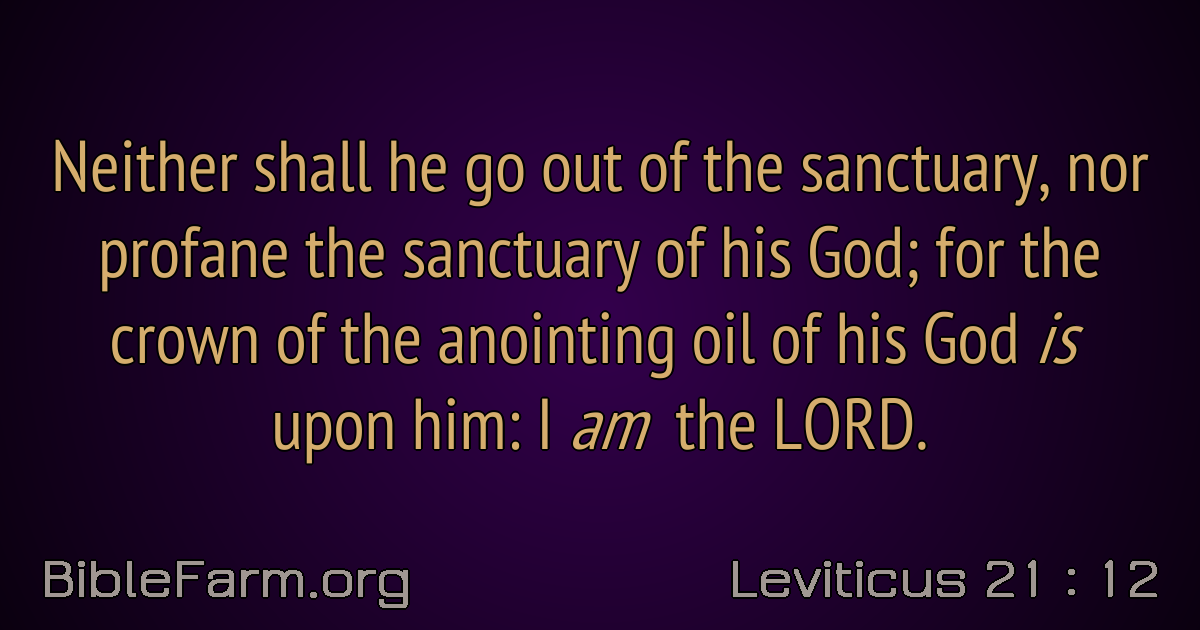 Neither shall he go out of the sanctuary, nor
profane the sanctuary of his God; for the
crown of the anointing oil of his God is
upon him: I am the LORD.
BibleFarm.org
Leviticus 21 : 12